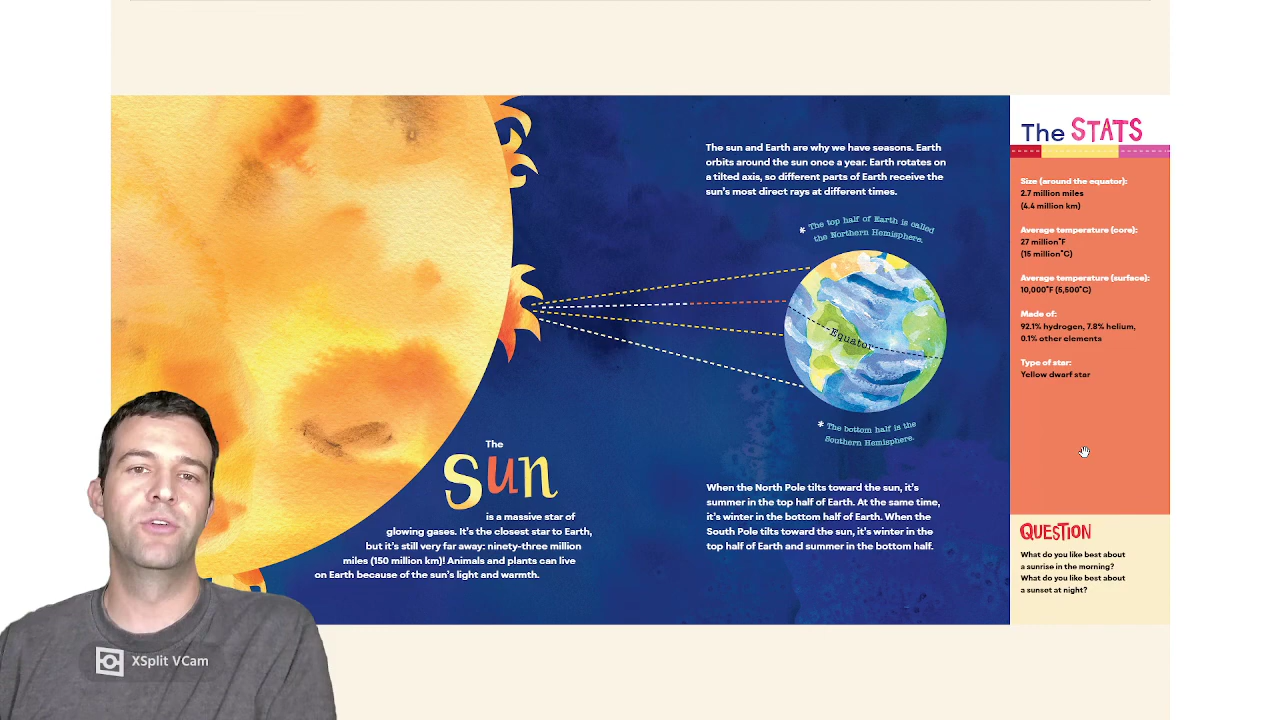 The sun and Earth are why we have seasons. Earth
orbits around the sun once a year. Earth rotates on
a tilted axis, so different parts of Earth receive the
sun's most direct rays at different times.
* The top half of Earth is called
the Northern Hemisphere.
Equator
* The bottom half is the
Southern Hemisphere.
The
Sun
is a massive star of
glowing gases. It's the closest star to Earth,
but it's still very far away: ninety-three million
miles (150 million km)! Animals and plants can live
on Earth because of the sun's light and warmth.
When the North Pole tilts toward the sun, it's
summer in the top half of Earth. At the same time,
it's winter in the bottom half of Earth. When the
South Pole tilts toward the sun, it's winter in the
top half of Earth and summer in the bottom half.
The STATS
Size (around the equator):
2.7 million miles
(4.4 million km)
Average temperature (core):
27 million°F
(15 million°C)
Average temperature (surface):
10,000°F (5,500°C)
Made of:
92.1% hydrogen, 7.8% helium,
0.1% other elements
Type of star:
Yellow dwarf star
QUESTION
What do you like best about
a sunrise in the morning?
What do you like best about
a sunset at night?
XSplit VCam